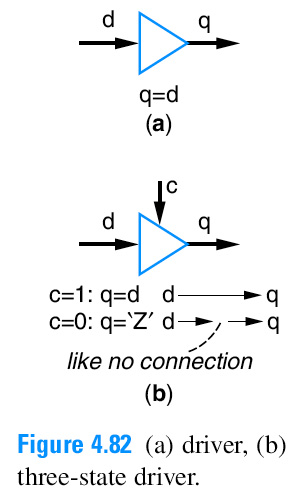 d q
q=d
(a)
c
d q
c=1: q=d d q
c=0: q=‘Z’ d q
like no connection
(b)
Figure 4.82 (a) driver, (b)
three-state driver.